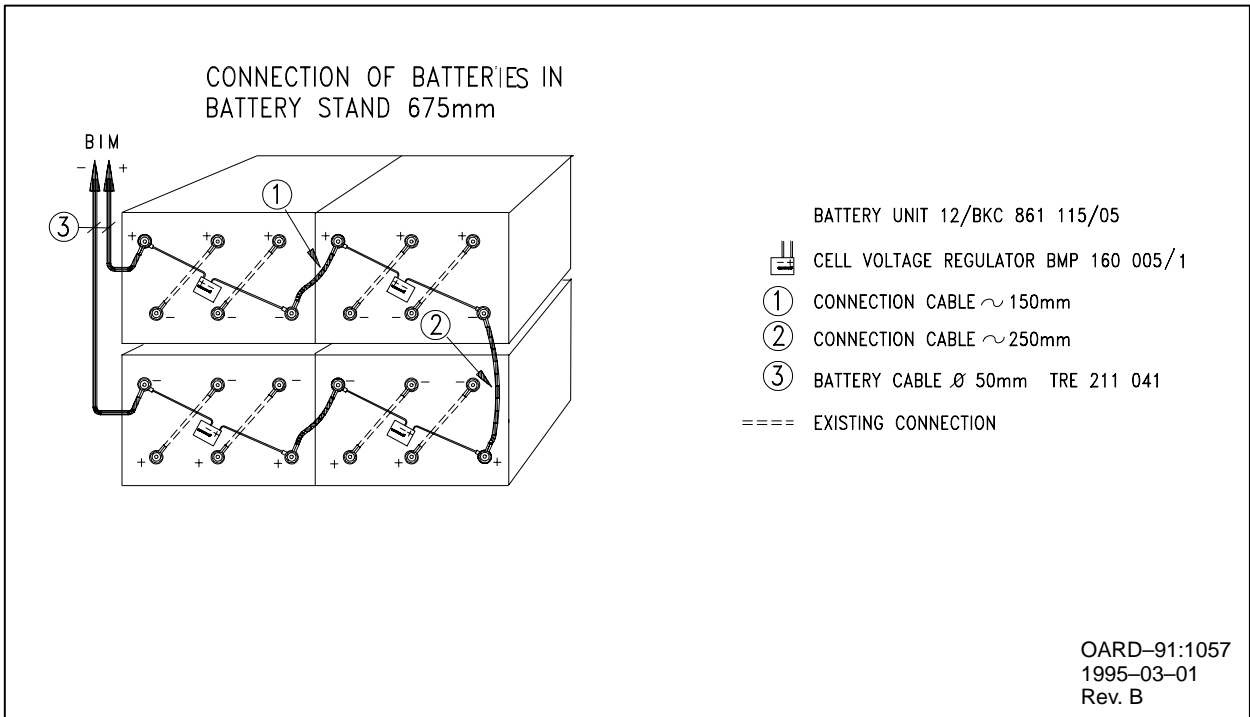 CONNECTION OF BATTERIES IN
BATTERY STAND 675mm
BIM
- +
3
1
+ + + + + +
- - - - - -
2
- - - - - -
+ + + + + +
BATTERY UNIT 12/BKC 861 115/05
CELL VOLTAGE REGULATOR BMP 160 005/1
1 CONNECTION CABLE ~ 150mm
2 CONNECTION CABLE ~ 250mm
3 BATTERY CABLE Ø 50mm TRE 211 041
==== EXISTING CONNECTION
OARD–91:1057
1995–03–01
Rev. B